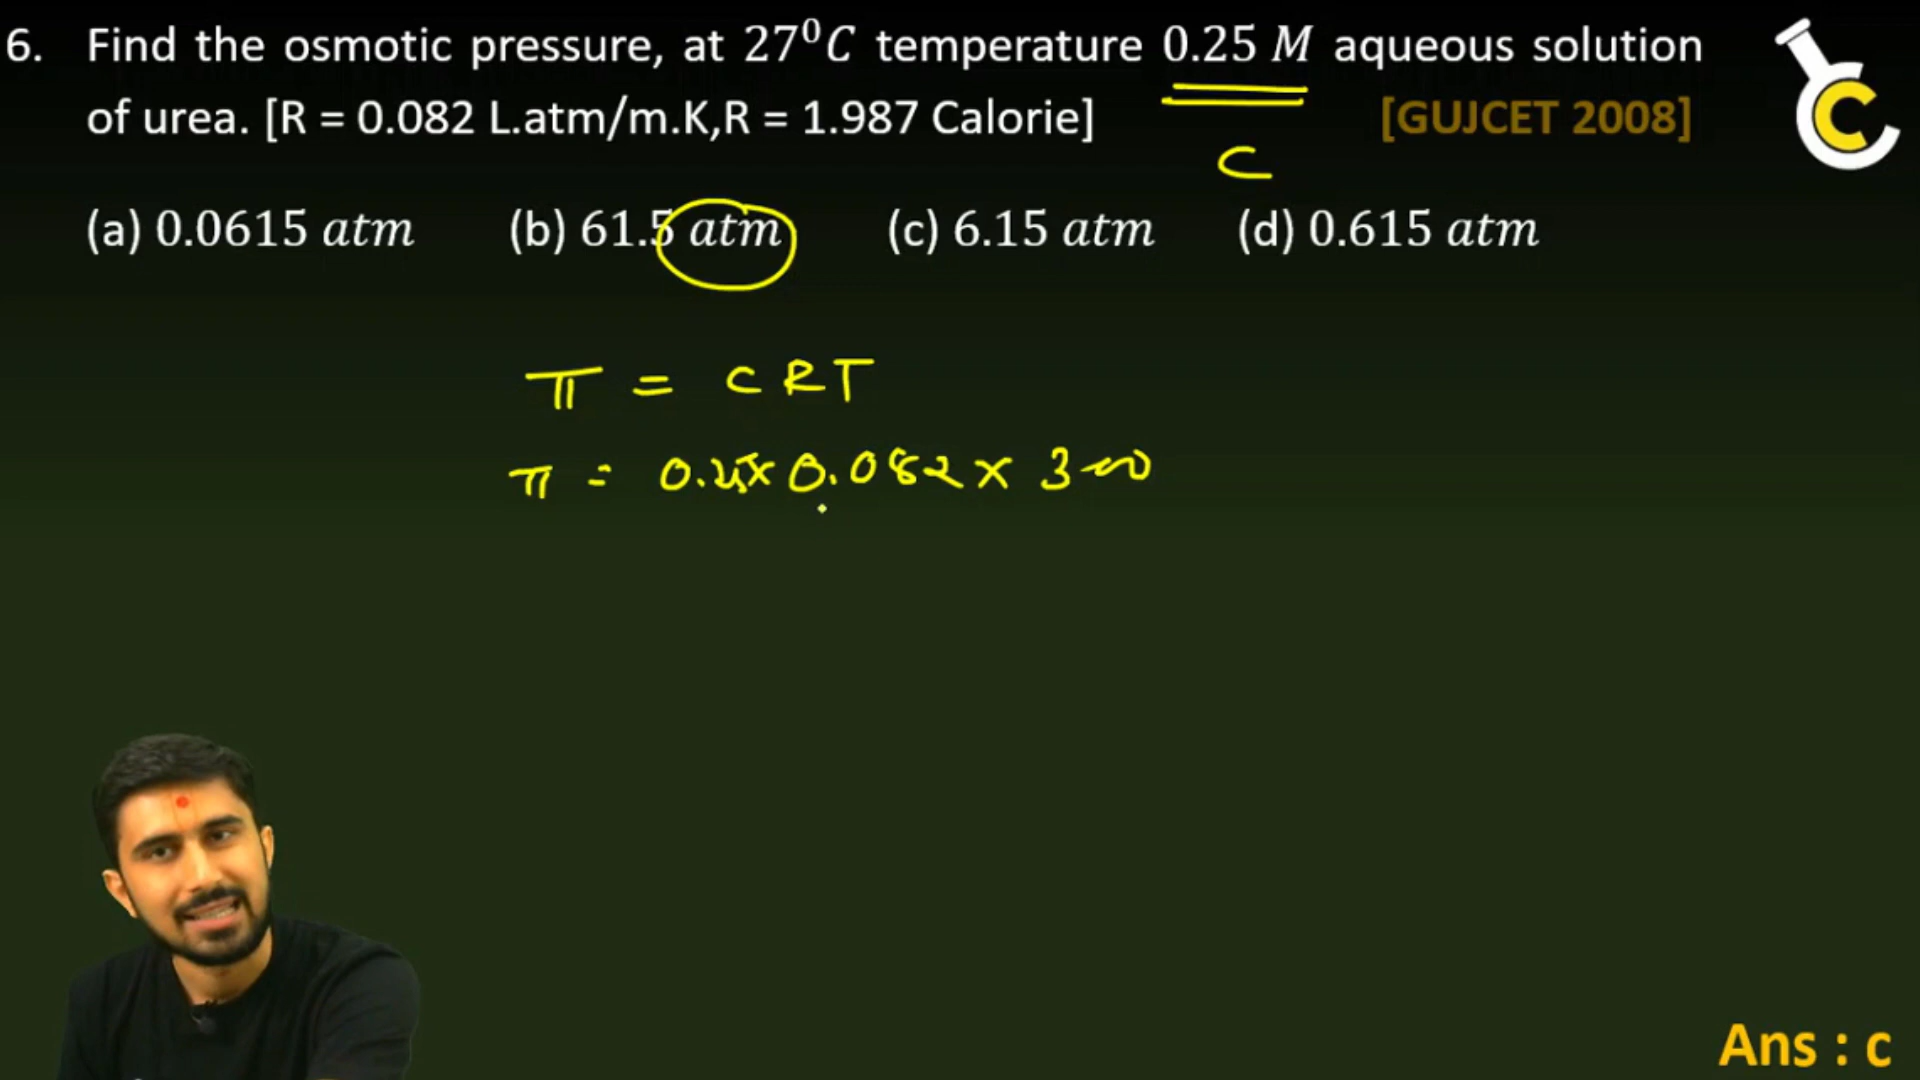 6. Find the osmotic pressure, at 27⁰C temperature 0.25 M aqueous solution
of urea. [R = 0.082 L.atm/m.K,R = 1.987 Calorie] [GUJCET 2008]
C
C
(a) 0.0615 atm (b) 61.5 atm (c) 6.15 atm (d) 0.615 atm
π = CRT
π = 0.25 × 0.082 × 300
Ans : c